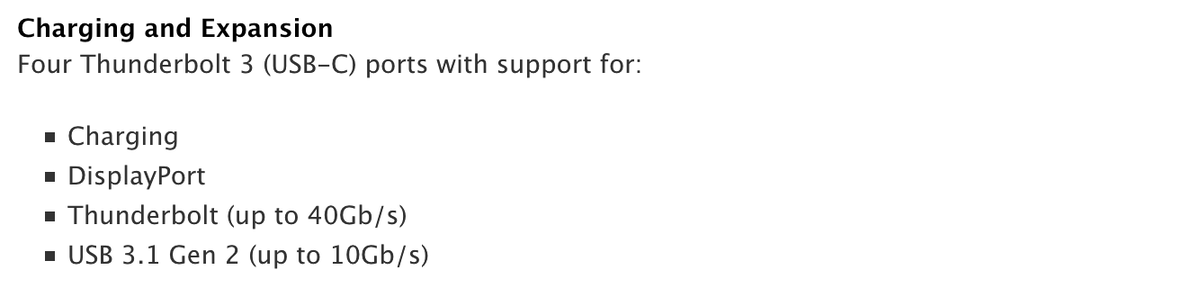 Charging and Expansion
Four Thunderbolt 3 (USB-C) ports with support for:
▪ Charging
▪ DisplayPort
▪ Thunderbolt (up to 40Gb/s)
▪ USB 3.1 Gen 2 (up to 10Gb/s)